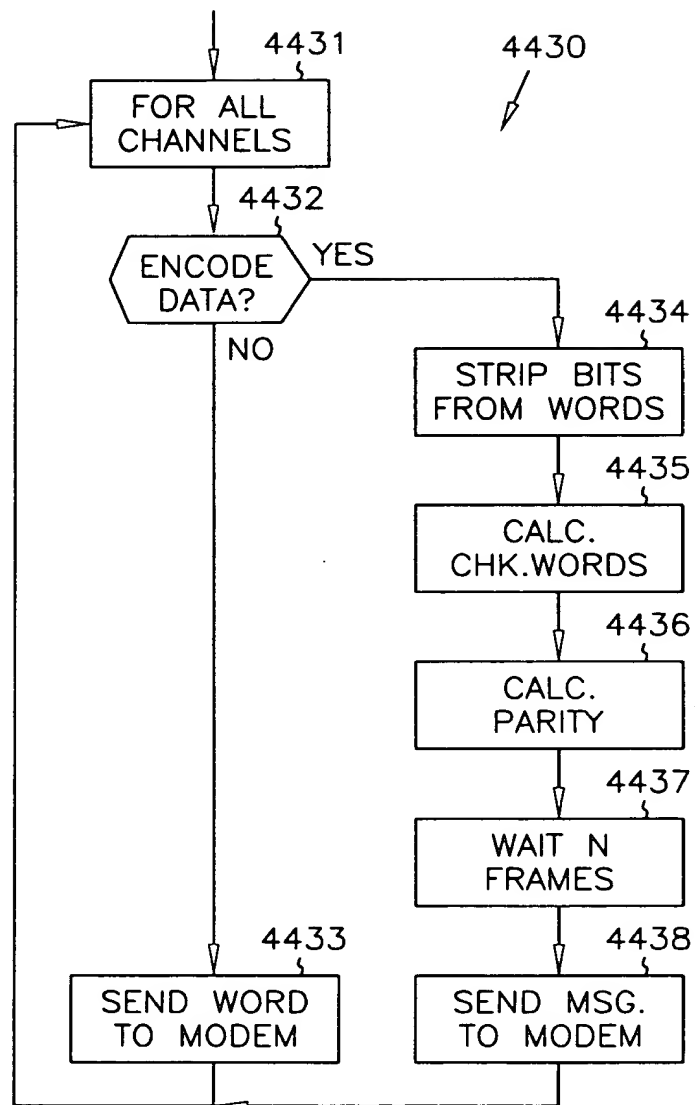 4431
4430
FOR ALL
CHANNELS
4432
ENCODE
DATA?
YES
NO
4434
STRIP BITS
FROM WORDS
4435
CALC.
CHK.WORDS
4436
CALC.
PARITY
4437
WAIT N
FRAMES
4433
SEND WORD
TO MODEM
4438
SEND MSG.
TO MODEM